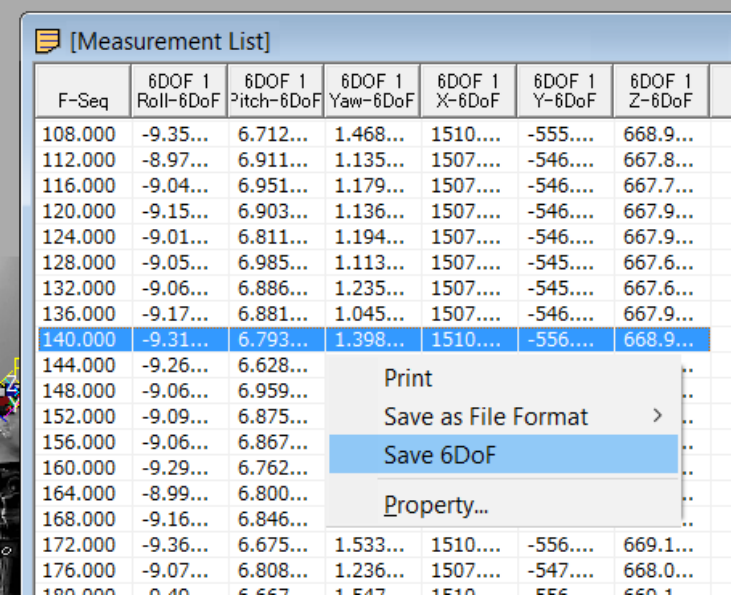 [Measurement List]
F-Seq 6DOF 1 Roll-6DoF 6DOF 1 Pitch-6DoF 6DOF 1 Yaw-6DoF 6DOF 1 X-6DoF 6DOF 1 Y-6DoF 6DOF 1 Z-6DoF
108.000 -9.35... 6.712... 1.468... 1510.... -555.... 668.9...
112.000 -8.97... 6.911... 1.135... 1507.... -546.... 667.8...
116.000 -9.04... 6.951... 1.179... 1507.... -546.... 667.7...
120.000 -9.15... 6.903... 1.136... 1507.... -546.... 667.9...
124.000 -9.01... 6.811... 1.194... 1507.... -546.... 667.9...
128.000 -9.05... 6.985... 1.113... 1507.... -545.... 667.6...
132.000 -9.06... 6.886... 1.235... 1507.... -545.... 667.6...
136.000 -9.17... 6.881... 1.045... 1507.... -546.... 667.9...
140.000 -9.31... 6.793... 1.398... 1510.... -556.... 668.9...
144.000 -9.26... 6.628...
148.000 -9.06... 6.959...
152.000 -9.09... 6.875...
156.000 -9.06... 6.867...
160.000 -9.29... 6.762...
164.000 -8.99... 6.800...
168.000 -9.16... 6.846...
Print
Save as File Format
Save 6DoF
Property...
172.000 -9.36... 6.675... 1.533... 1510.... -556.... 669.1...
176.000 -9.07... 6.808... 1.236... 1507.... -547.... 668.0...